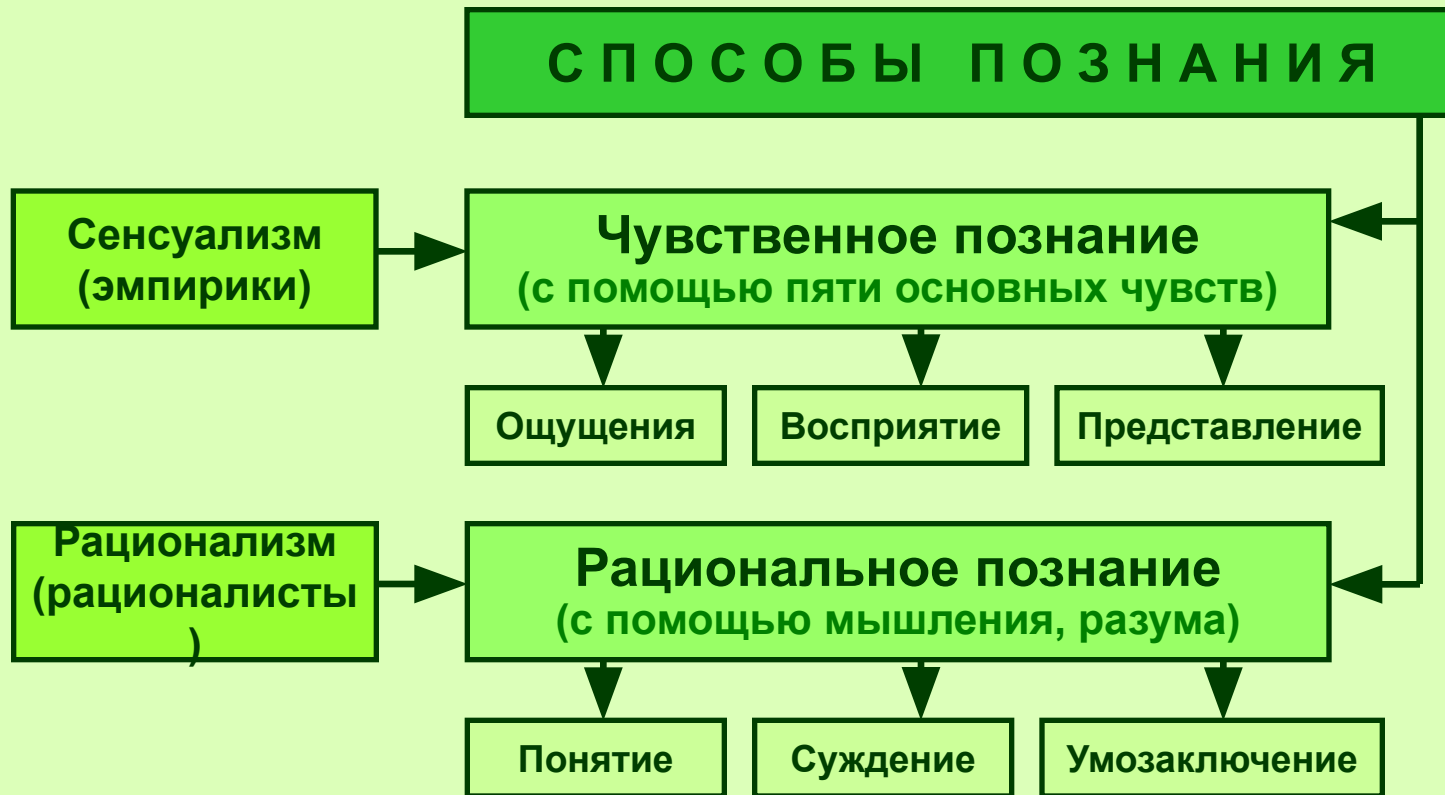 СПОСОБЫ ПОЗНАНИЯ
Сенсуализм
(эмпирики)
Чувственное познание
(с помощью пяти основных чувств)
Ощущения
Восприятие
Представление
Рационализм
(рационалисты
)
Рациональное познание
(с помощью мышления, разума)
Понятие
Суждение
Умозаключение